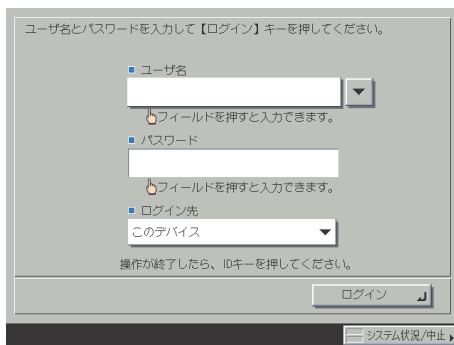 ユーザ名とパスワードを入力して【ログイン】キーを押してください。
ユーザ名
フィールドを押すと入力できます。
パスワード
フィールドを押すと入力できます。
ログイン先
このデバイス
操作が終了したら、IDキーを押してください。
ログイン
システム状況/中止